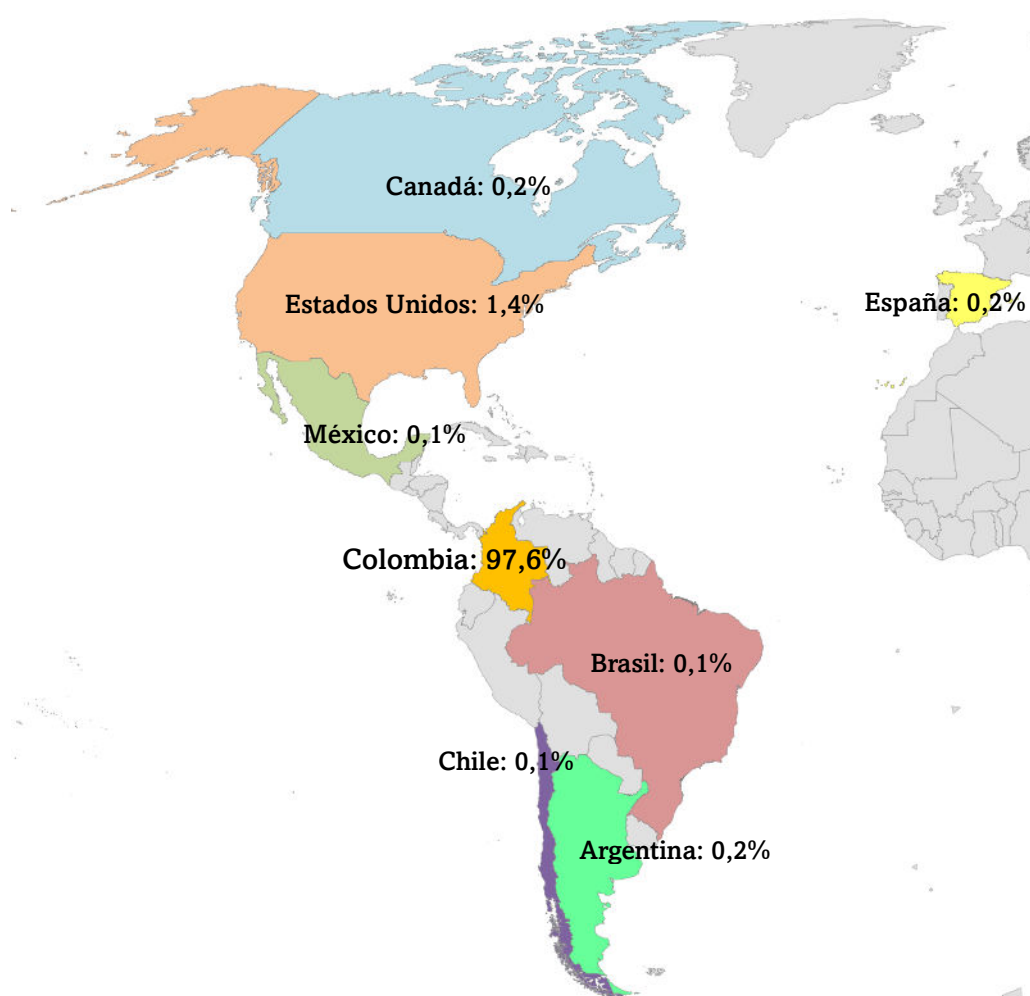 Canadá: 0,2%
Estados Unidos: 1,4%
España: 0,2%
México: 0,1%
Colombia: 97,6%
Brasil: 0,1%
Chile: 0,1%
Argentina: 0,2%